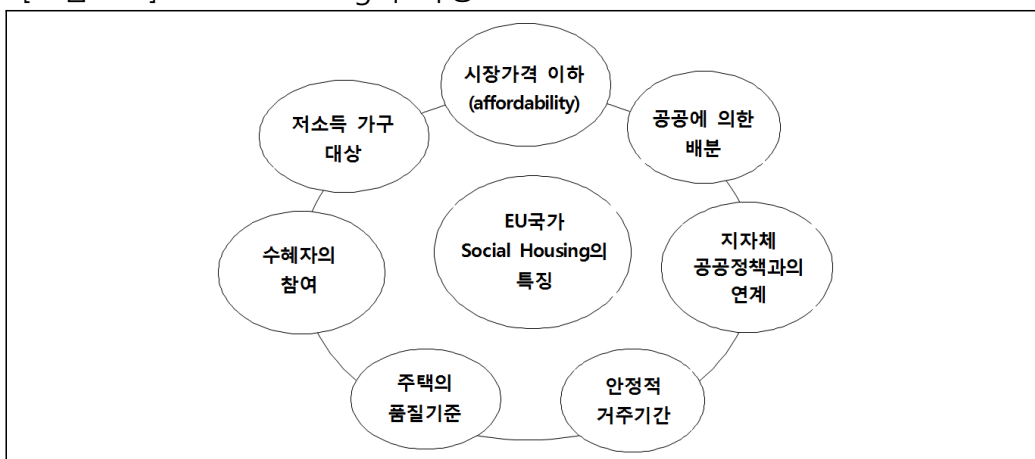 시장가격 이하
(affordability)
공공에 의한
배분
저소득 가구
대상
EU국가
Social Housing의
특징
지자체
공공정책과의
연계
수혜자의
참여
주택의
품질기준
안정적
거주기간